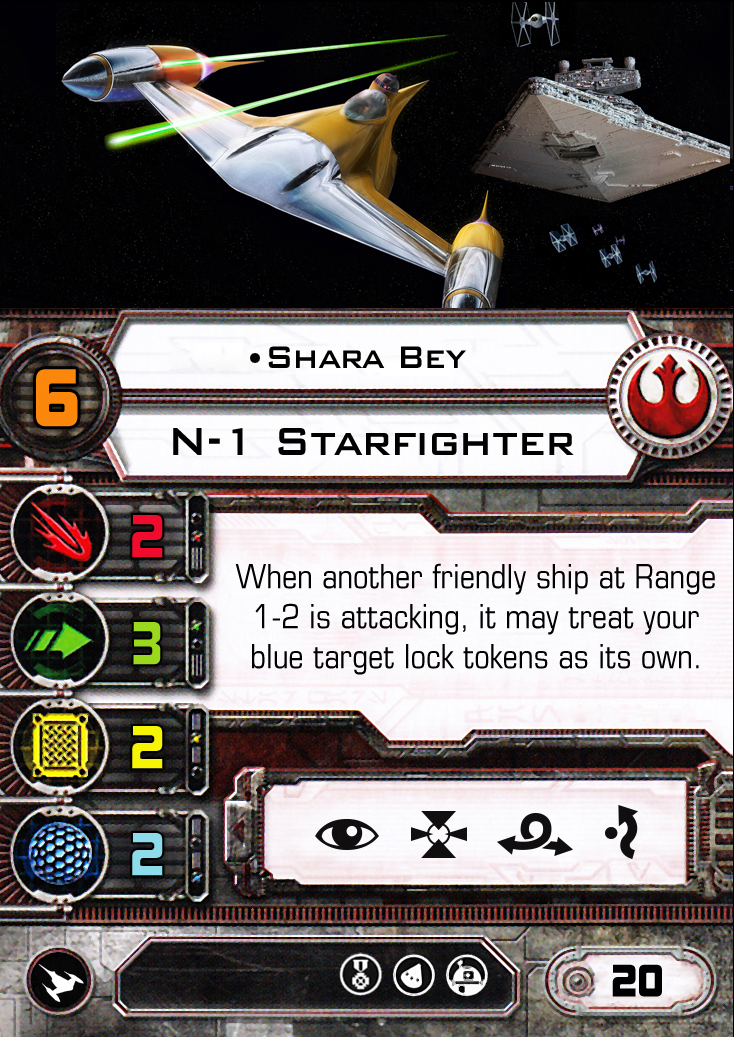 •Shara Bey
6
N-1 Starfighter
2
When another friendly ship at Range
1-2 is attacking, it may treat your
blue target lock tokens as its own.
3
2
2
20